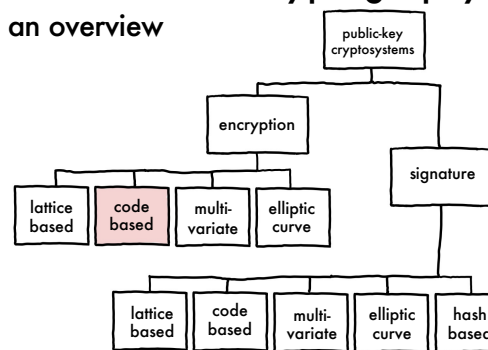 an overview
public-key
cryptosystems
encryption
signature
lattice
based
code
based
multi-
variate
elliptic
curve
lattice
based
code
based
multi-
variate
elliptic
curve
hash
based